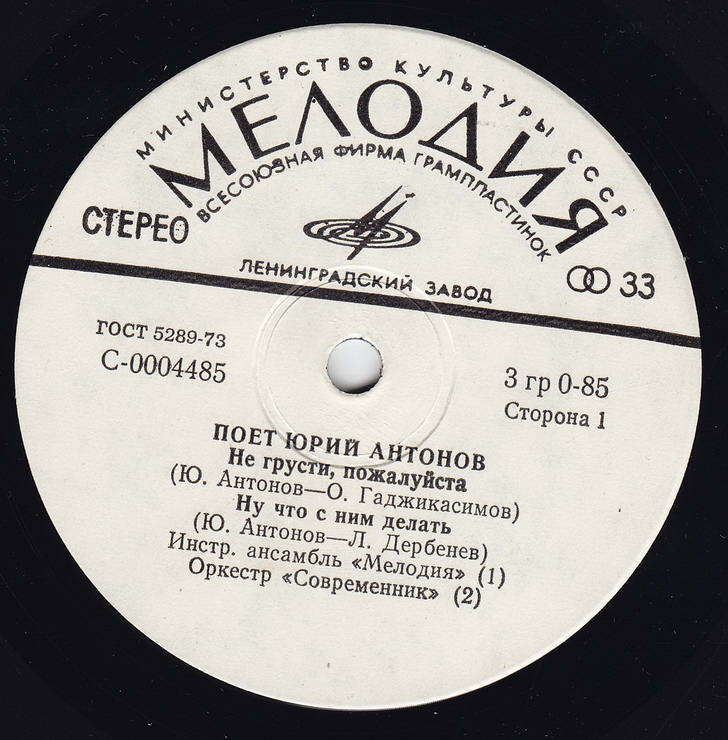 МИНИСТЕРСТВО КУЛЬТУРЫ СССР
МЕЛОДИЯ
ВСЕСОЮЗНАЯ ФИРМА ГРАМПЛАСТИНОК
СТЕРЕО
ЛЕНИНГРАДСКИЙ ЗАВОД
33
ГОСТ 5289-73
С-0004485
3 гр 0-85
Сторона 1
ПОЕТ ЮРИЙ АНТОНОВ
Не грусти, пожалуйста
(Ю. Антонов—О. Гаджикасимов)
Ну что с ним делать
(Ю. Антонов—Л. Дербенев)
Инстр. ансамбль «Мелодия» (1)
Оркестр «Современник» (2)